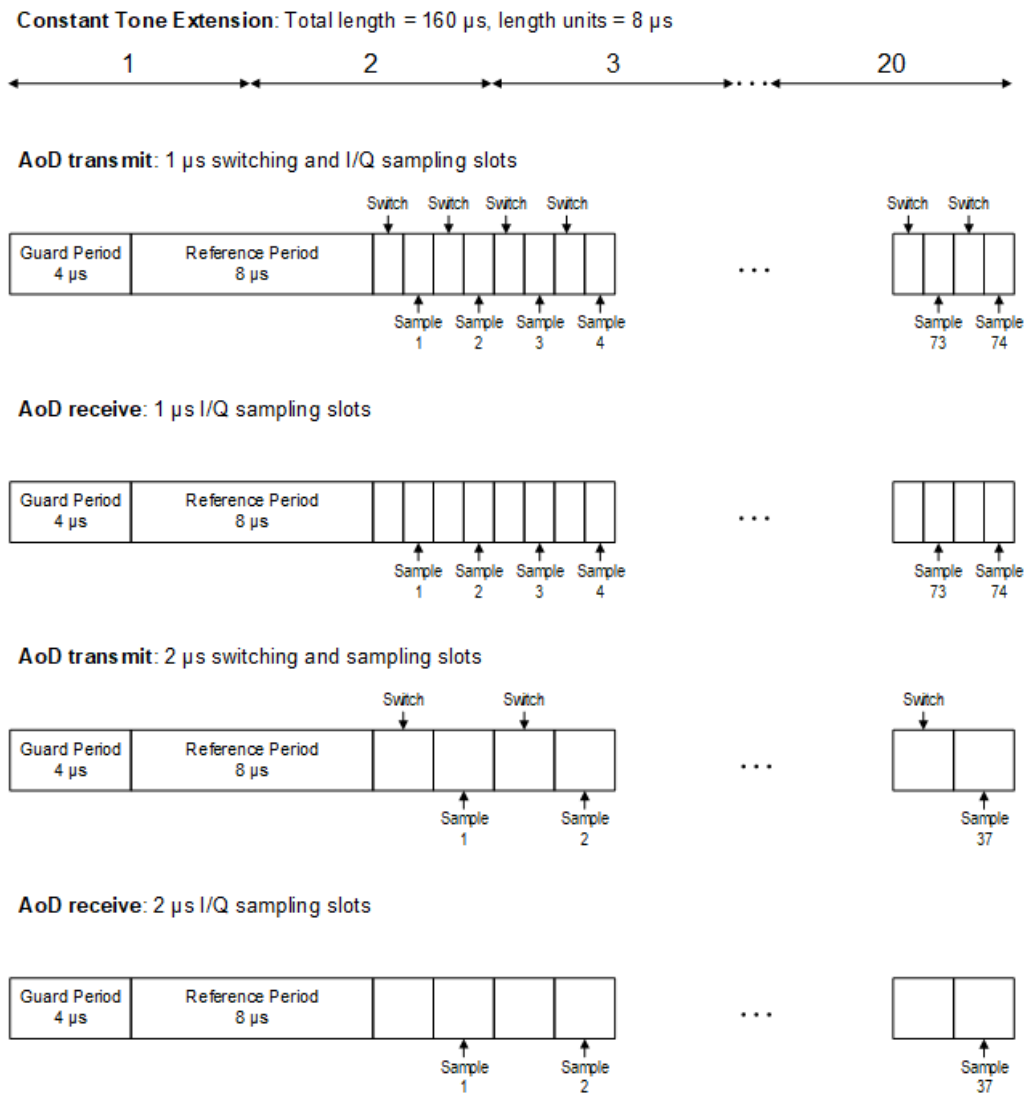 Constant Tone Extension: Total length = 160 µs, length units = 8 µs
1 2 3 ... 20
AoD transmit: 1 µs switching and I/Q sampling slots
Switch Switch Switch Switch Switch Switch
Guard Period Reference Period
4 µs 8 µs
...
Sample Sample Sample Sample Sample Sample
1 2 3 4 73 74
AoD receive: 1 µs I/Q sampling slots
Guard Period Reference Period
4 µs 8 µs
...
Sample Sample Sample Sample Sample Sample
1 2 3 4 73 74
AoD transmit: 2 µs switching and sampling slots
Switch Switch Switch
Guard Period Reference Period
4 µs 8 µs
...
Sample Sample Sample
1 2 37
AoD receive: 2 µs I/Q sampling slots
Guard Period Reference Period
4 µs 8 µs
...
Sample Sample Sample
1 2 37